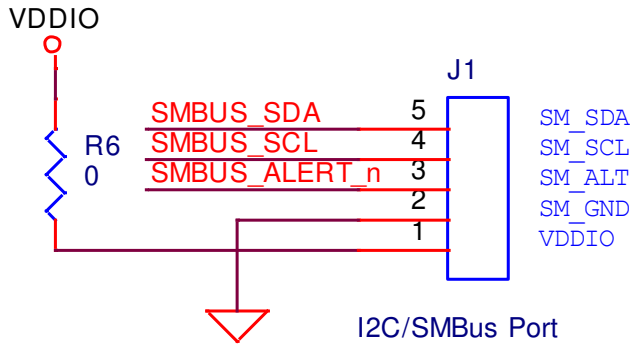 VDDIO
J1
SMBUS_SDA 5 SM_SDA
R6 SMBUS_SCL 4 SM_SCL
0 SMBUS_ALERT_n 3 SM_ALT
2 SM_GND
1 VDDIO
I2C/SMBus Port